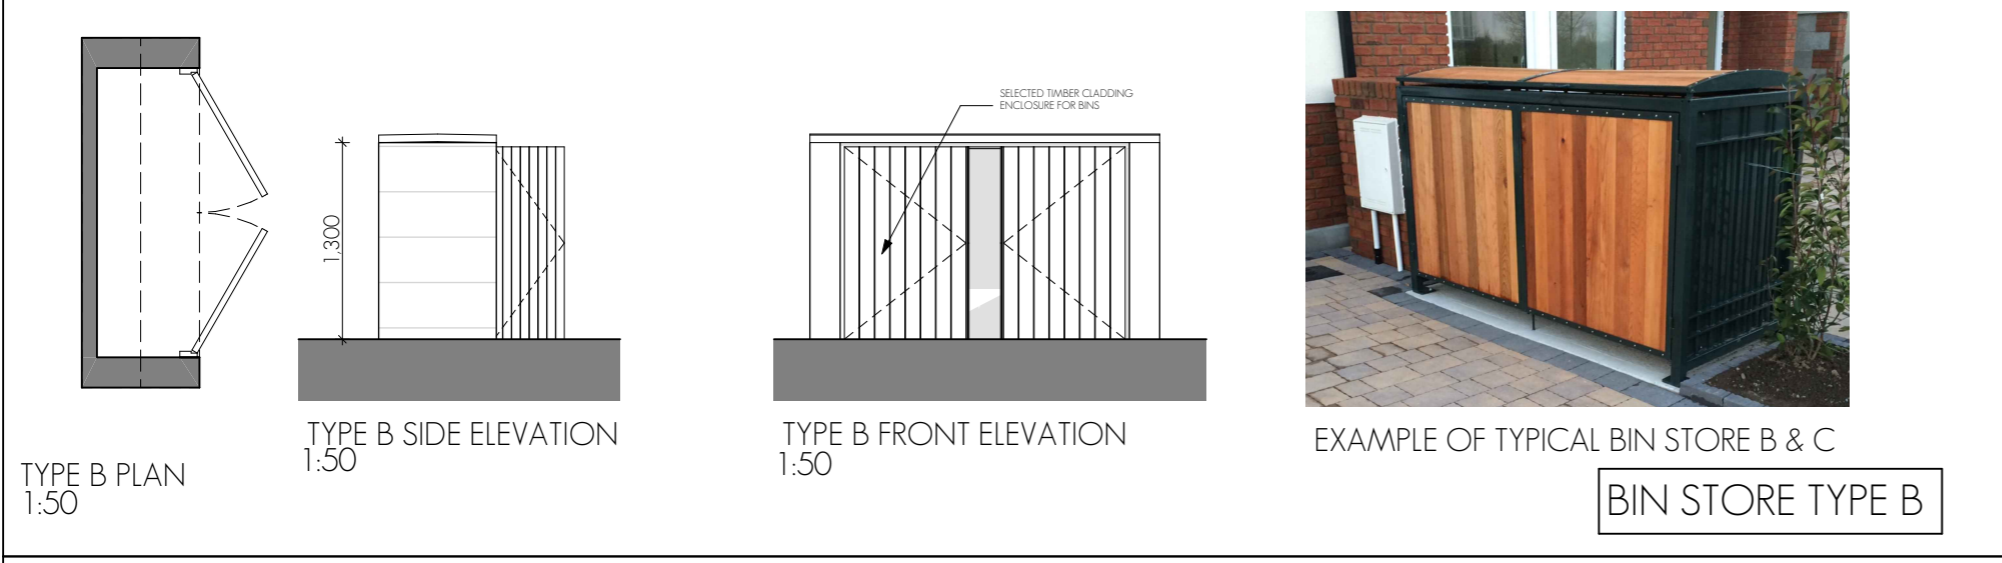 TYPE B PLAN
1:50
1,300
TYPE B SIDE ELEVATION
1:50
SELECTED TIMBER CLADDING
ENCLOSURE FOR BINS
TYPE B FRONT ELEVATION
1:50
EXAMPLE OF TYPICAL BIN STORE B & C
BIN STORE TYPE B